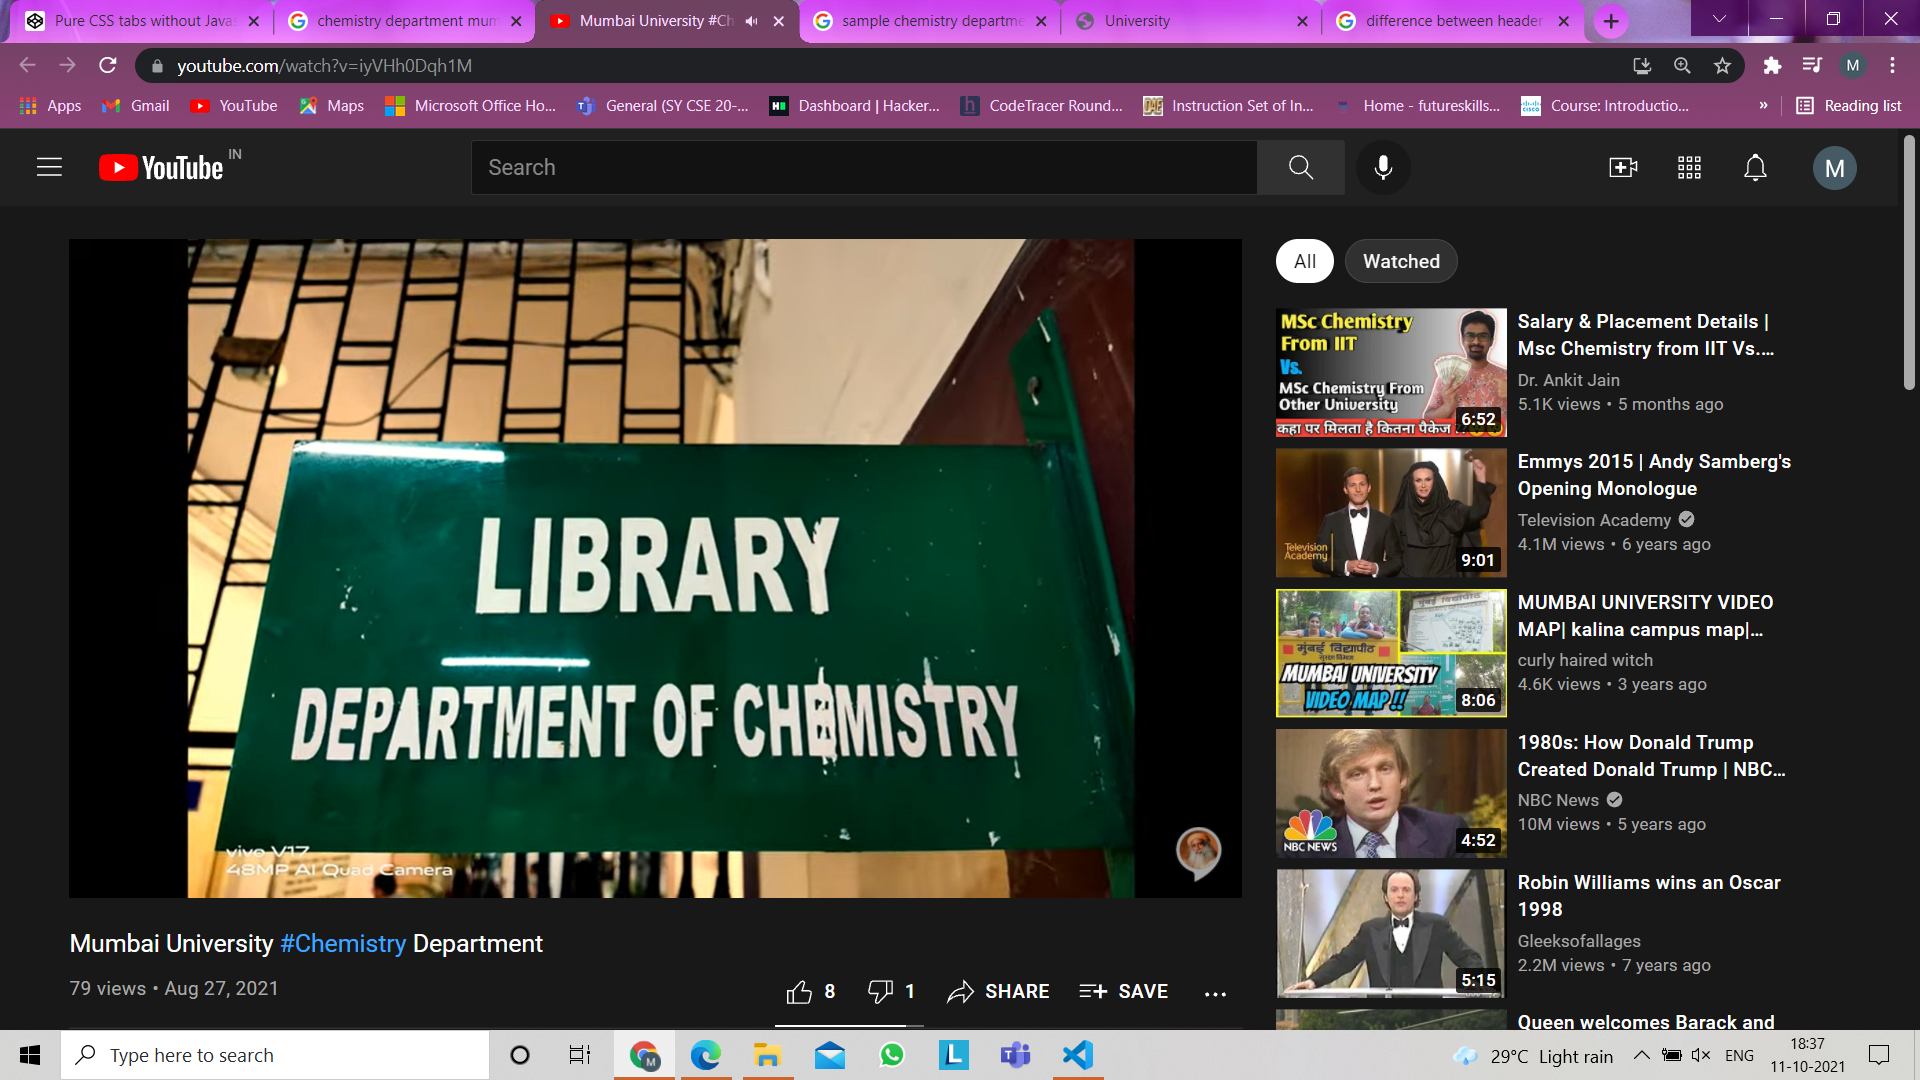 Pure CSS tabs without Javas
chemistry department mum
Mumbai University #Ch
sample chemistry departme
University
difference between header
youtube.com/watch?v=iyVHh0Dqh1M
M
Apps
Gmail
YouTube
Maps
Microsoft Office Ho...
General (SY CSE 20-...
Dashboard | Hacker...
CodeTracer Round...
Instruction Set of In...
Home - futureskills...
Course: Introductio...
»
Reading list
YouTube IN
Search
M
LIBRARY
DEPARTMENT OF CHEMISTRY
vivo V17
48MP AI Quad Camera
Mumbai University #Chemistry Department
79 views • Aug 27, 2021
8
1
SHARE
SAVE
All
Watched
MSc Chemistry
From IIT
Vs.
MSc Chemistry From
Other University
कहा पर मिलता है कितना पैकेज
6:52
Salary & Placement Details |
Msc Chemistry from IIT Vs....
Dr. Ankit Jain
5.1K views • 5 months ago
Television
Academy
9:01
Emmys 2015 | Andy Samberg's
Opening Monologue
Television Academy
4.1M views • 6 years ago
मुंबई विद्यापीठ
मुंबई विद्यापीठ
MUMBAI UNIVERSITY
VIDEO MAP!!
8:06
MUMBAI UNIVERSITY VIDEO
MAP| kalina campus map|...
curly haired witch
4.6K views • 3 years ago
NBC NEWS
4:52
1980s: How Donald Trump
Created Donald Trump | NBC...
NBC News
10M views • 5 years ago
5:15
Robin Williams wins an Oscar
1998
Gleeksofallages
2.2M views • 7 years ago
Queen welcomes Barack and
Type here to search
M
L
29°C Light rain
ENG
18:37
11-10-2021